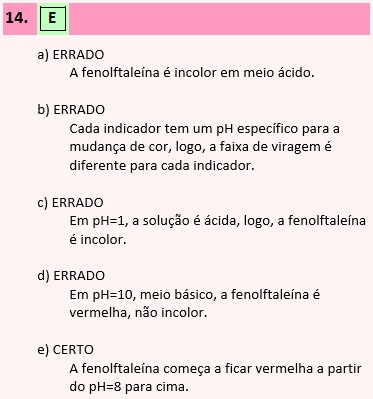 14. E
a) ERRADO
A fenolftaleína é incolor em meio ácido.
b) ERRADO
Cada indicador tem um pH específico para a
mudança de cor, logo, a faixa de viragem é
diferente para cada indicador.
c) ERRADO
Em pH=1, a solução é ácida, logo, a fenolftaleína
é incolor.
d) ERRADO
Em pH=10, meio básico, a fenolftaleína é
vermelha, não incolor.
e) CERTO
A fenolftaleína começa a ficar vermelha a partir
do pH=8 para cima.